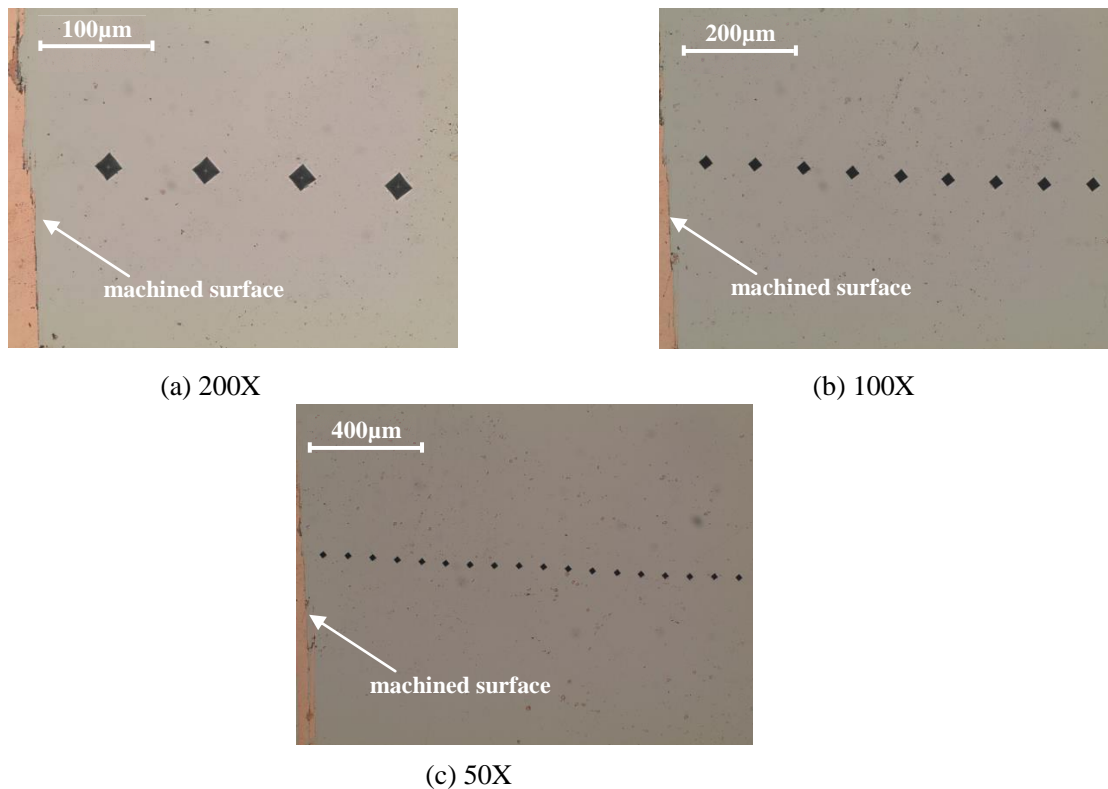 100µm
machined surface
(a) 200X
200µm
machined surface
(b) 100X
400µm
machined surface
(c) 50X